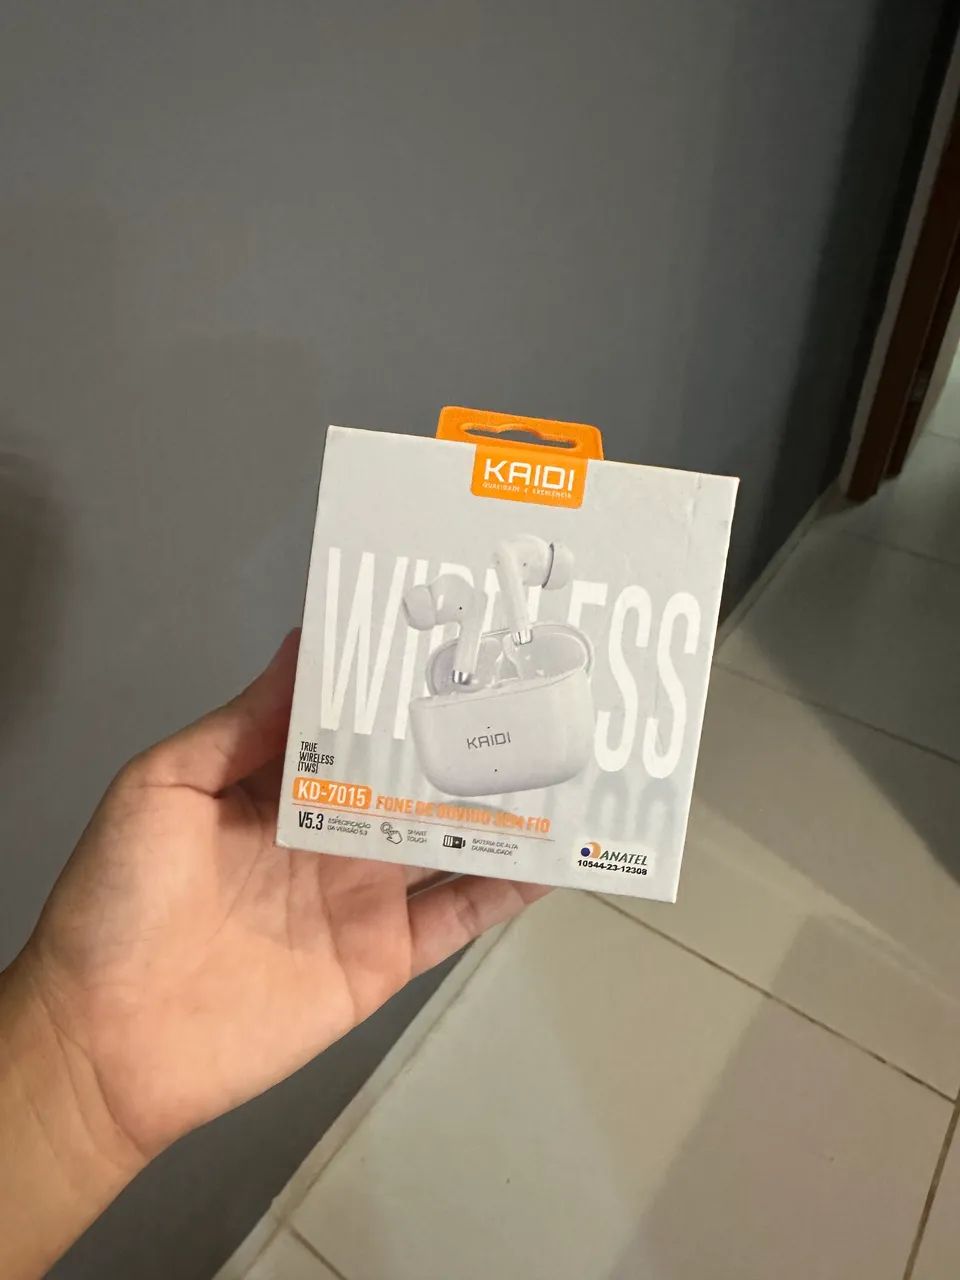 KAIDI
QUALIDADE E EXCELÊNCIA
WIRELESS
KAIDI
TRUE
WIRELESS
[TWS]
KD-7015 FONE DE OUVIDO SEM FIO
V5.3 ESPECIFICAÇÃO
DA VERSÃO 5.3
SMART
TOUCH
BATERIA DE ALTA
DURABILIDADE
ANATEL
10544-23-12308